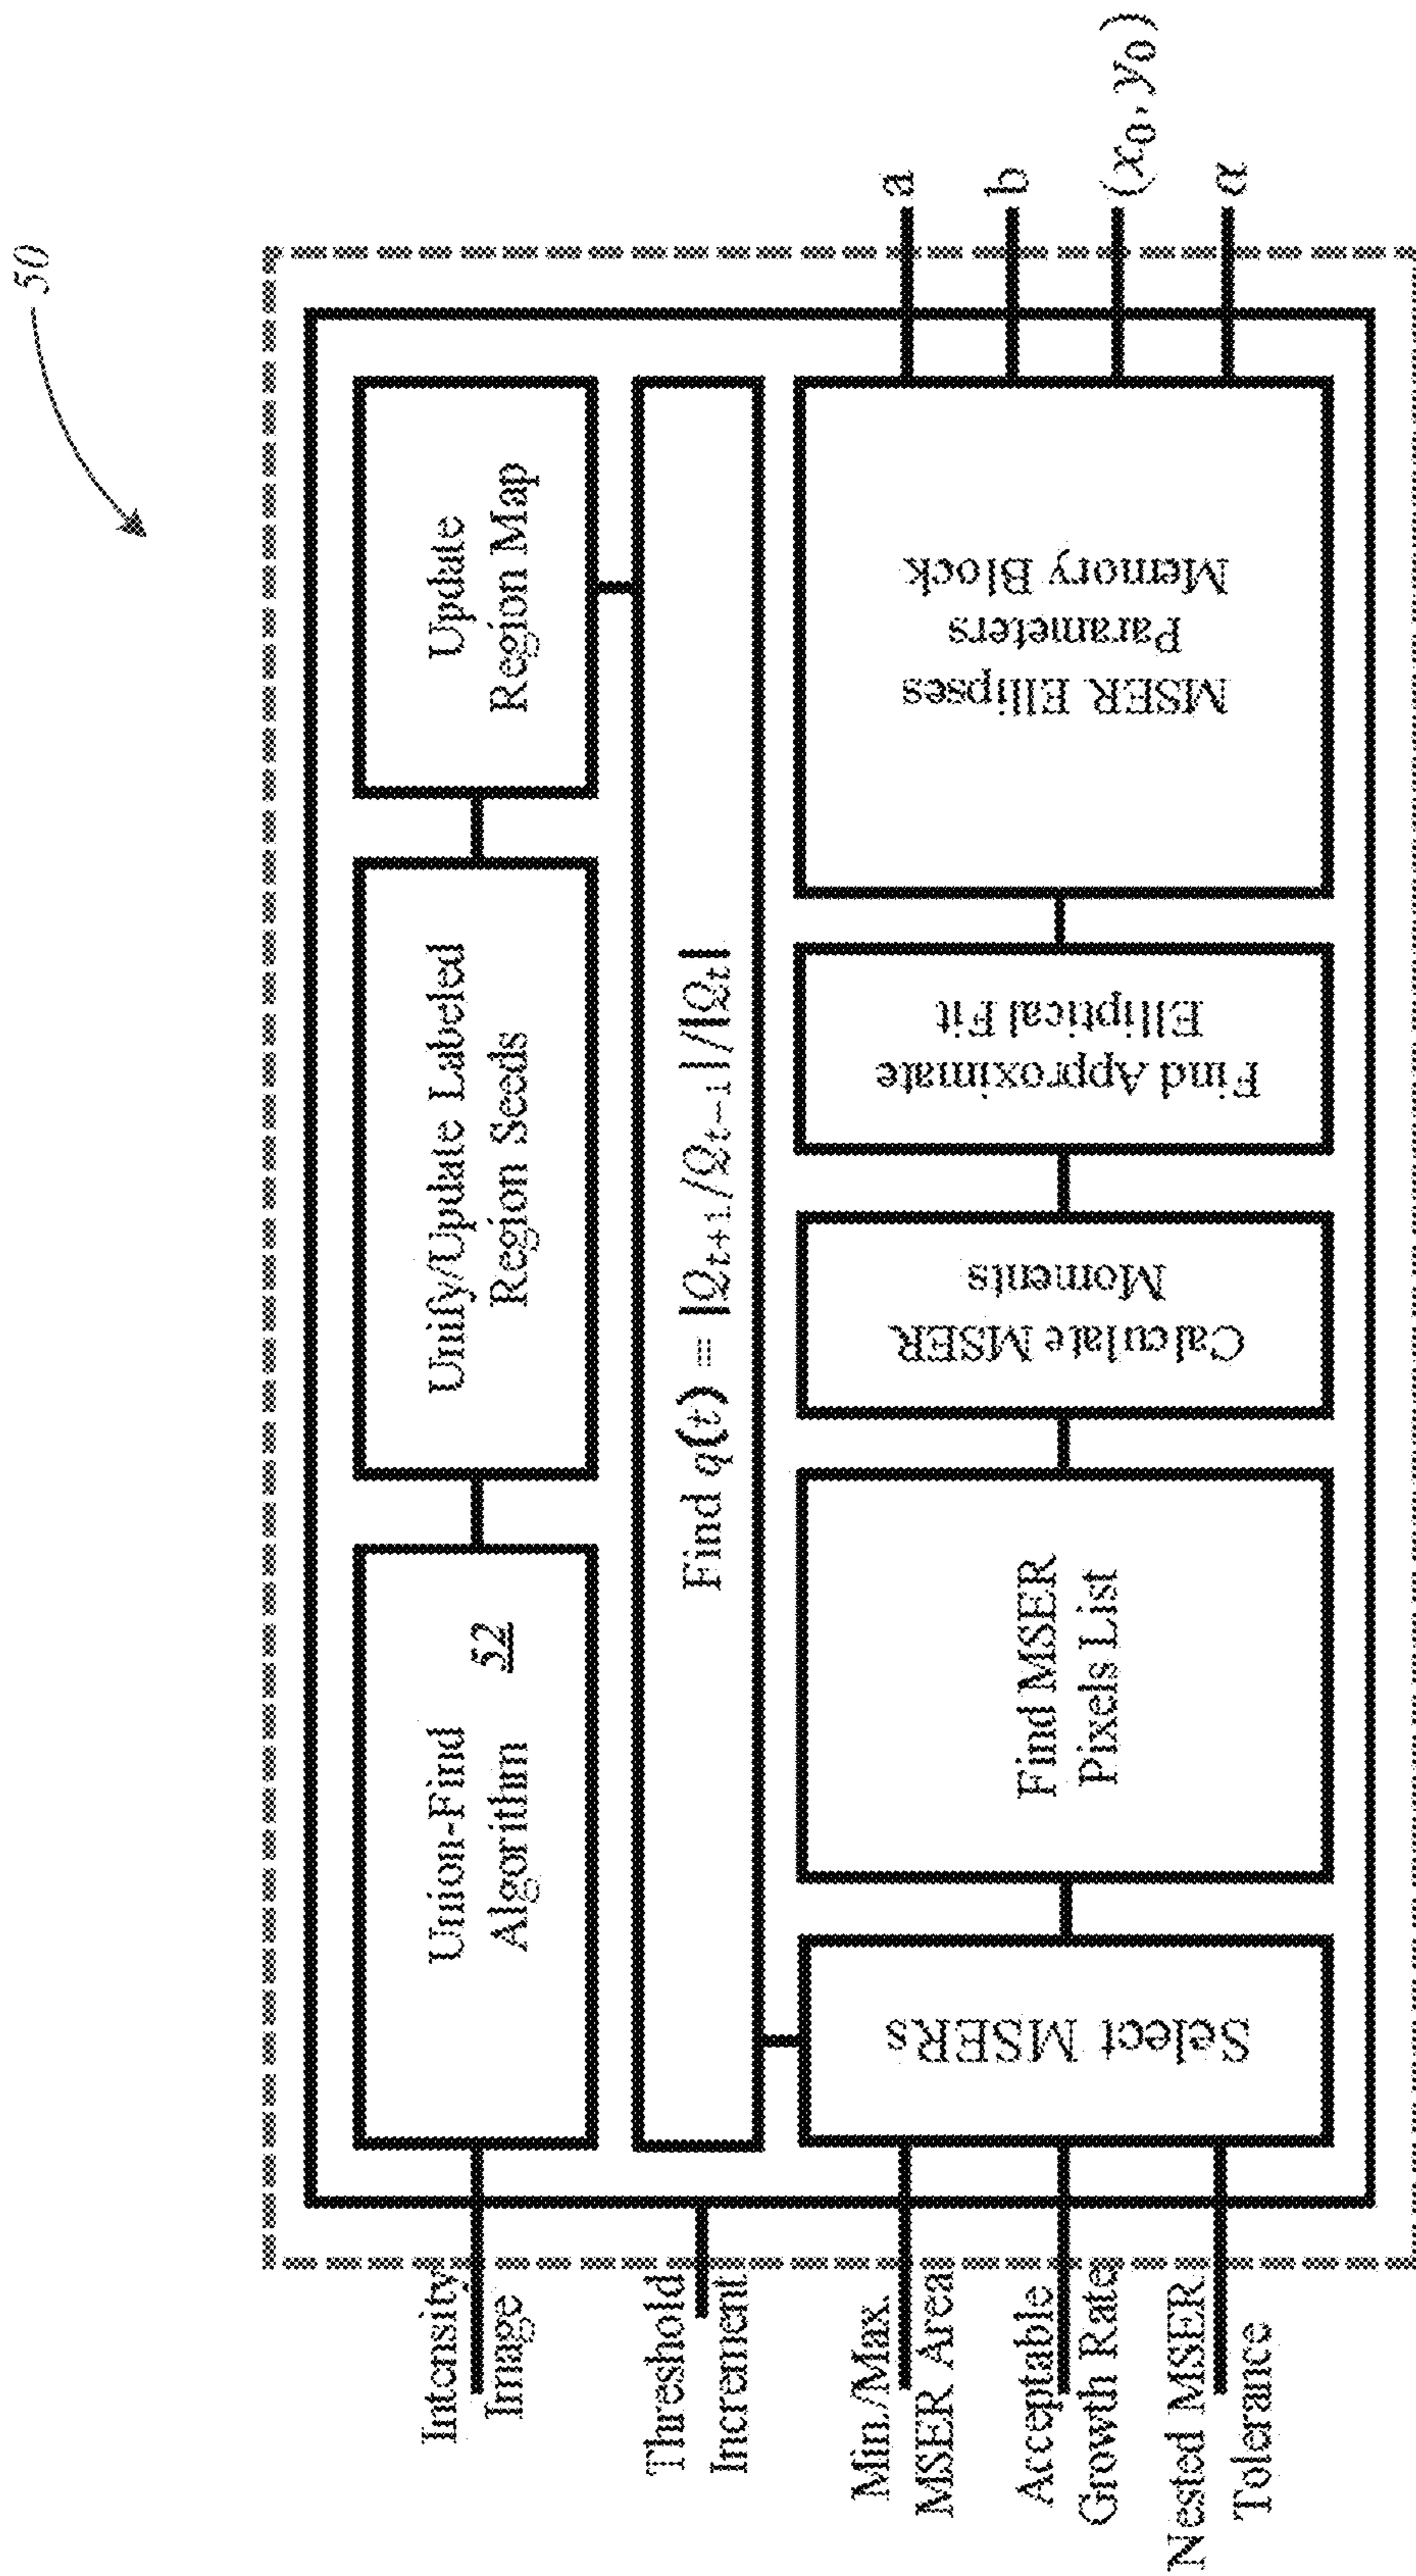 50
Intensity
Image
Union-Find
Algorithm
52
Unify/Update Labeled
Region Seeds
Update
Region Map
Threshold
Increment
Find q(t) = |Q_{t+1}/Q_{t-1}|/|Q_t|
Min./Max.
MSER Area
Acceptable
Growth Rate
Nested MSER
Tolerance
Select MSERs
Find MSER
Pixels List
Calculate MSER
Moments
Find Approximate
Elliptical Fit
MSER Ellipses
Parameters
Memory Block
a
b
(x₀, y₀)
α